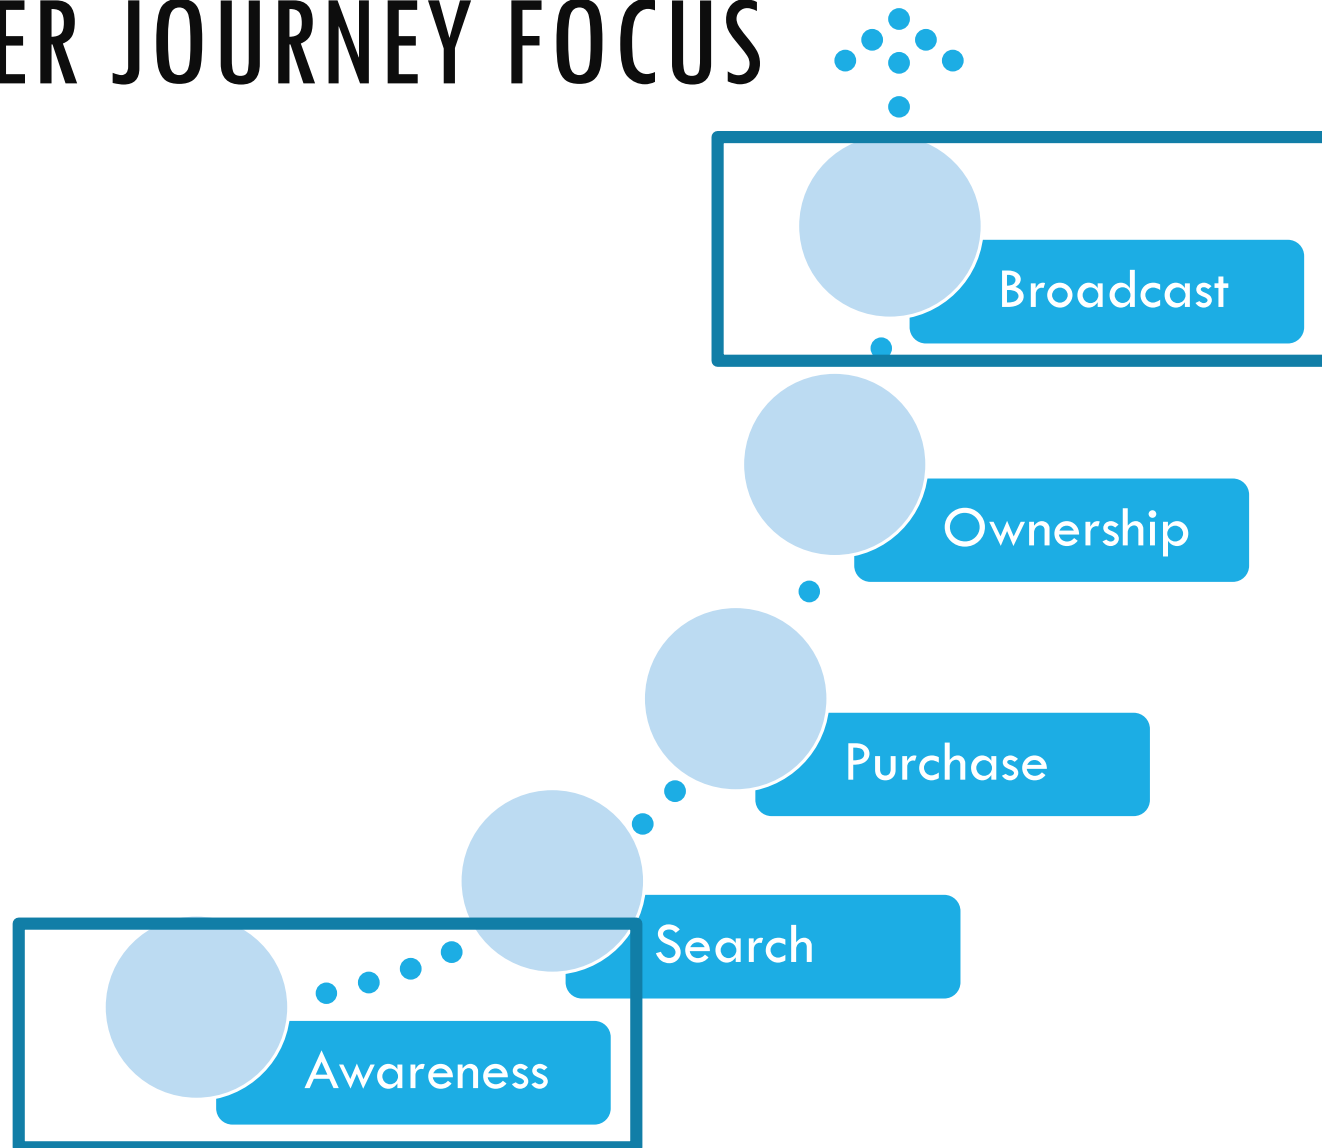 ER JOURNEY FOCUS
Broadcast
Ownership
Purchase
Search
Awareness